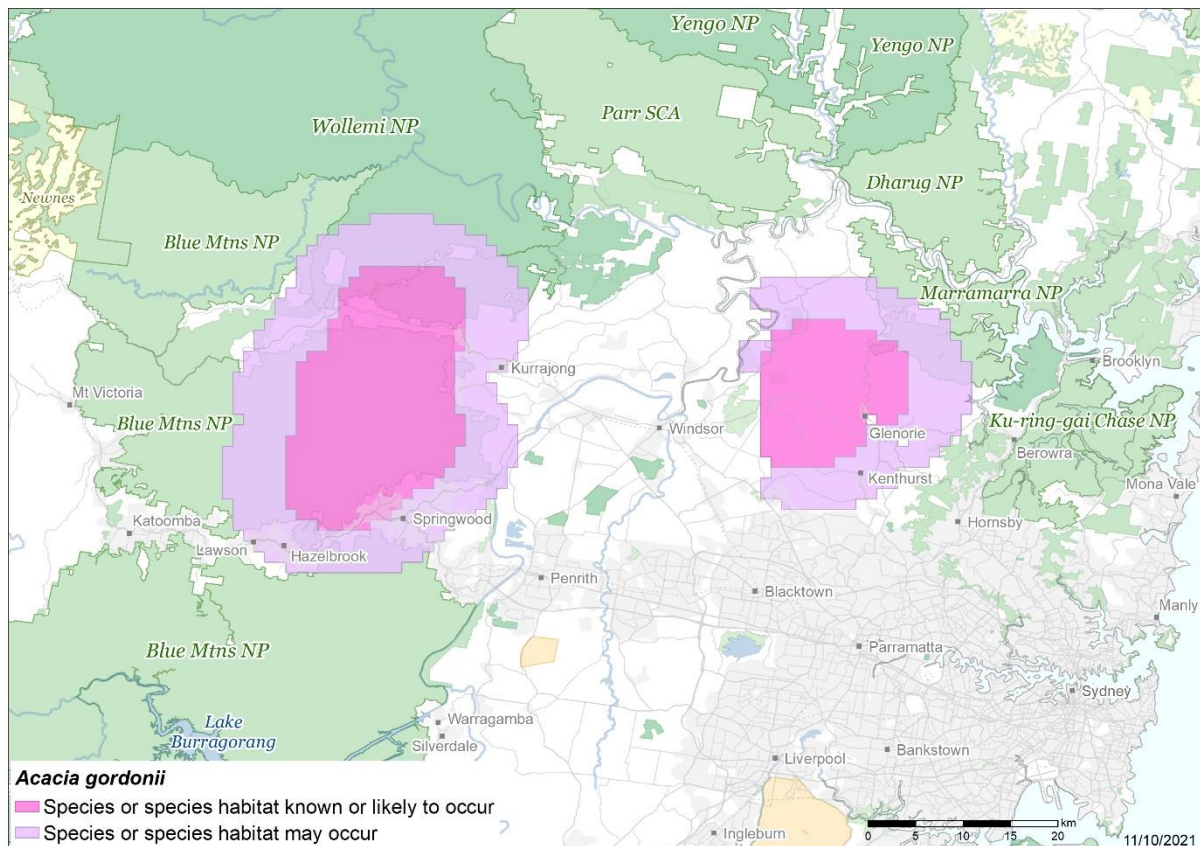 Yengo NP
Yengo NP
Parr SCA
Wollemi NP
Dharug NP
Newnes
Blue Mtns NP
Marramarra NP
Brooklyn
Kurrajong
Mt Victoria
Blue Mtns NP
Windsor
Glenorie
Ku-ring-gai Chase NP
Berowra
Kenthurst
Mona Vale
Katoomba
Springwood
Hornsby
Lawson
Hazelbrook
Penrith
Blacktown
Manly
Blue Mtns NP
Parramatta
Sydney
Lake
Burragorang
Warragamba
Silverdale
Bankstown
Liverpool
Ingleburn
Acacia gordonii
Species or species habitat known or likely to occur
Species or species habitat may occur
km
0 5 10 15 20
11/10/2021